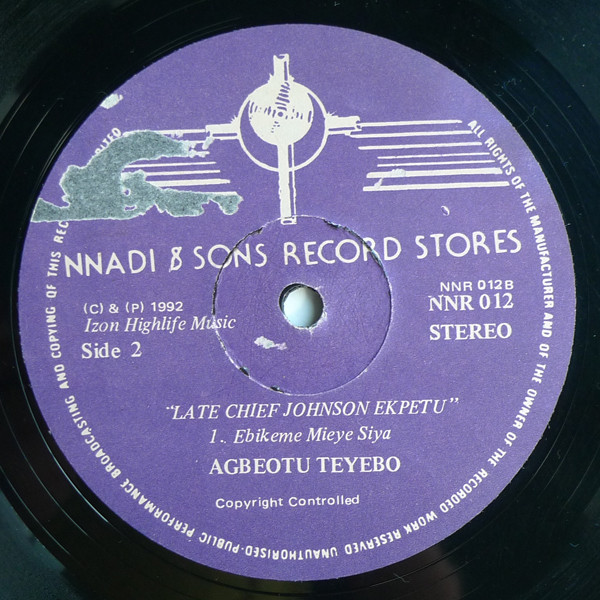 NNADI & SONS RECORD STORES
(C) & (P) 1992
Izon Highlife Music
Side 2
NNR 012B
NNR 012
STEREO
"LATE CHIEF JOHNSON EKPETU"
1. Ebikeme Mieye Siya
AGBEOTU TEYEBO
Copyright Controlled
ALL RIGHTS OF THE MANUFACTURER AND OF THE OWNER OF THE RECORDED WORK RESERVED UNAUTHORISED·PUBLIC PERFORMANCE BROADCASTING AND COPYING OF THIS